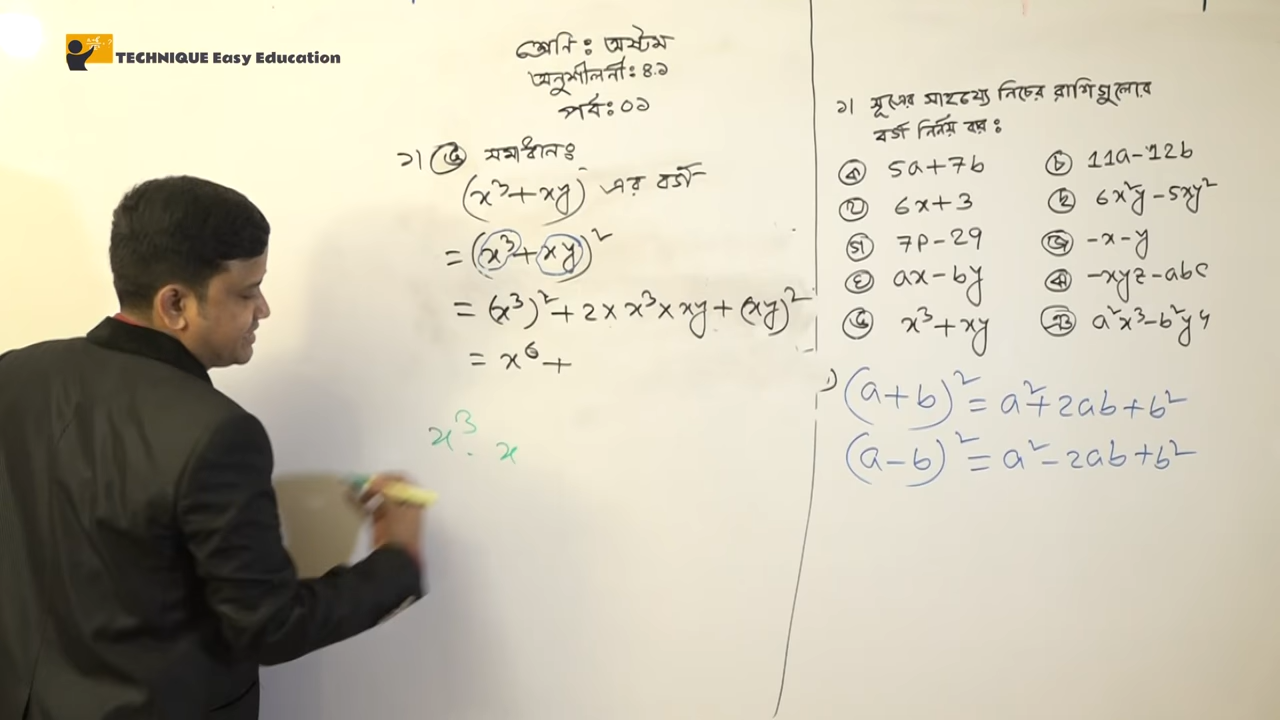 TECHNIQUE Easy Education
শ্রেনি : অষ্টম
অনুশীলনী: ৪.১
পর্ব: ০১
১। ঙ সমাধানঃ
(x³+xy) এর বর্গ
= (x³+xy)²
= (x³)²+2×x³×xy+(xy)²
= x⁶+
x³. x
১। সূত্রের সাহায্যে নিচের রাশিগুলোর
বর্গ নির্নয় কর :
ক 5a+7b
খ 6x+3
গ 7p-2q
ঘ ax-by
ঙ x³+xy
চ 11a-12b
ছ 6x²y-5xy²
জ -x-y
ঝ -xyz-abc
ঞ a²x³-b²y4
(a+b)²= a²+2ab+b²
(a-b)²= a²-2ab+b²